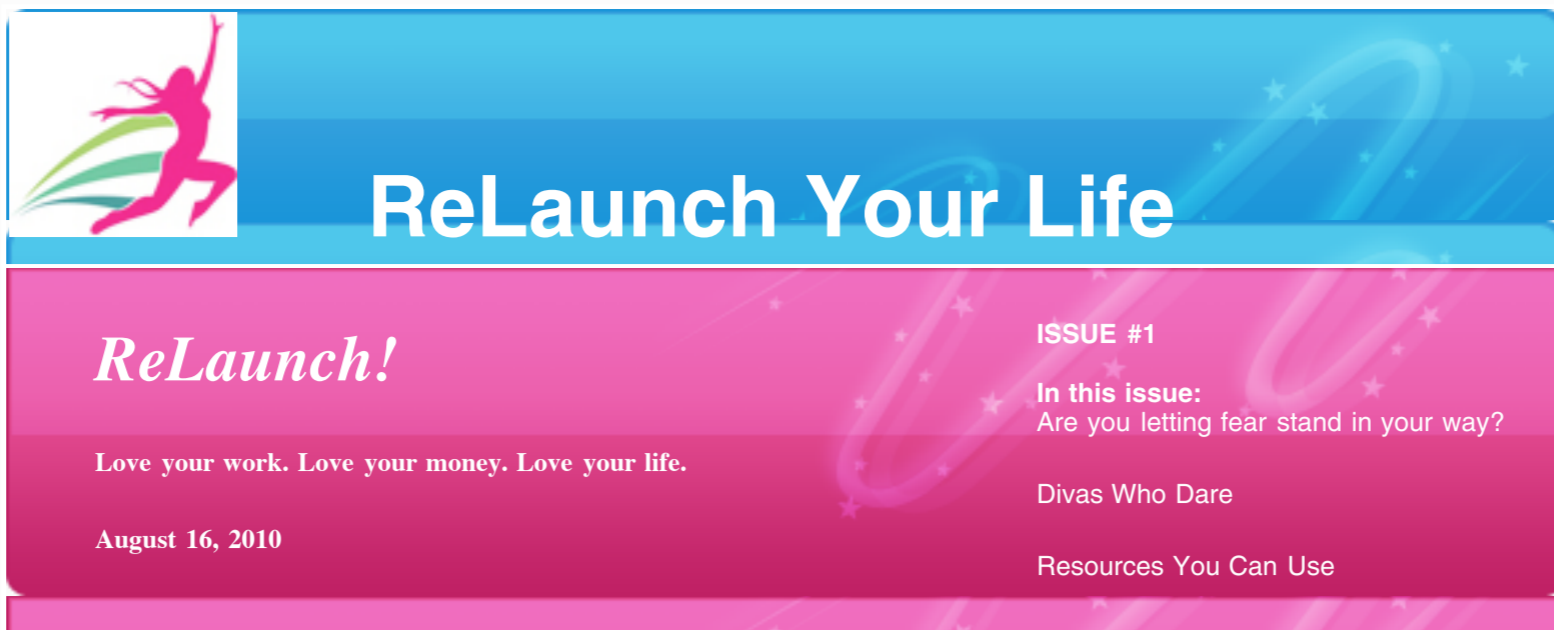 ReLaunch Your Life
ReLaunch!
Love your work. Love your money. Love your life.
August 16, 2010
ISSUE #1
In this issue:
Are you letting fear stand in your way?
Divas Who Dare
Resources You Can Use